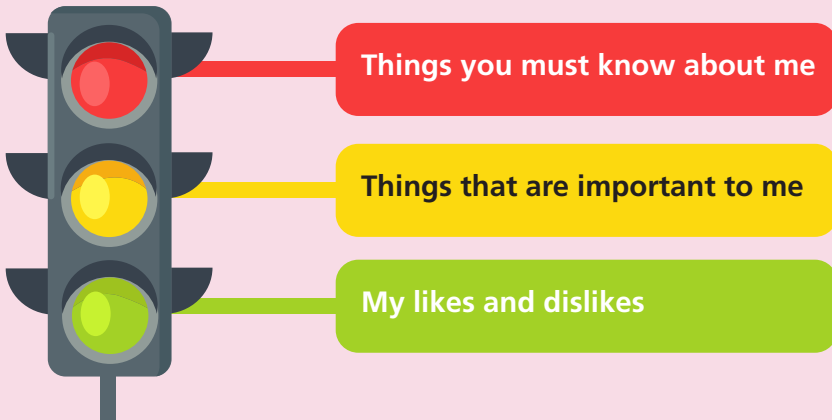 Things you must know about me
Things that are important to me
My likes and dislikes